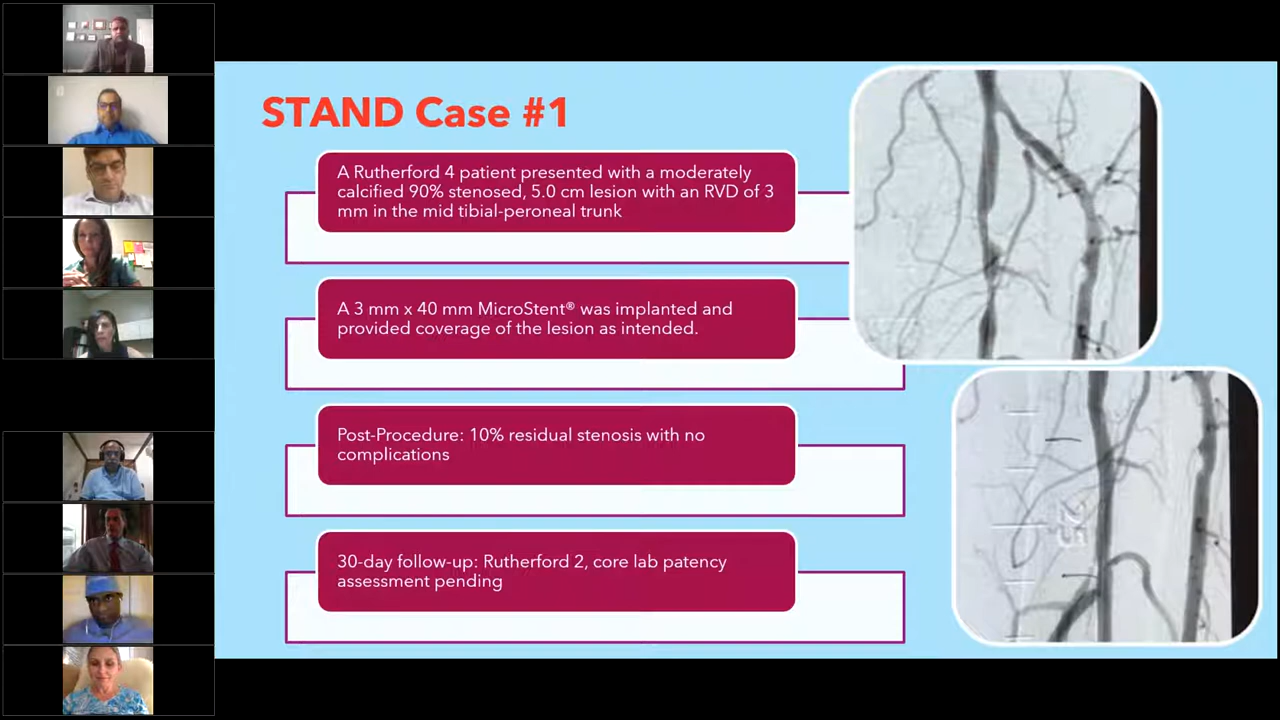 STAND Case #1
A Rutherford 4 patient presented with a moderately
calcified 90% stenosed, 5.0 cm lesion with an RVD of 3
mm in the mid tibial-peroneal trunk
A 3 mm x 40 mm MicroStent® was implanted and
provided coverage of the lesion as intended.
Post-Procedure: 10% residual stenosis with no
complications
30-day follow-up: Rutherford 2, core lab patency
assessment pending